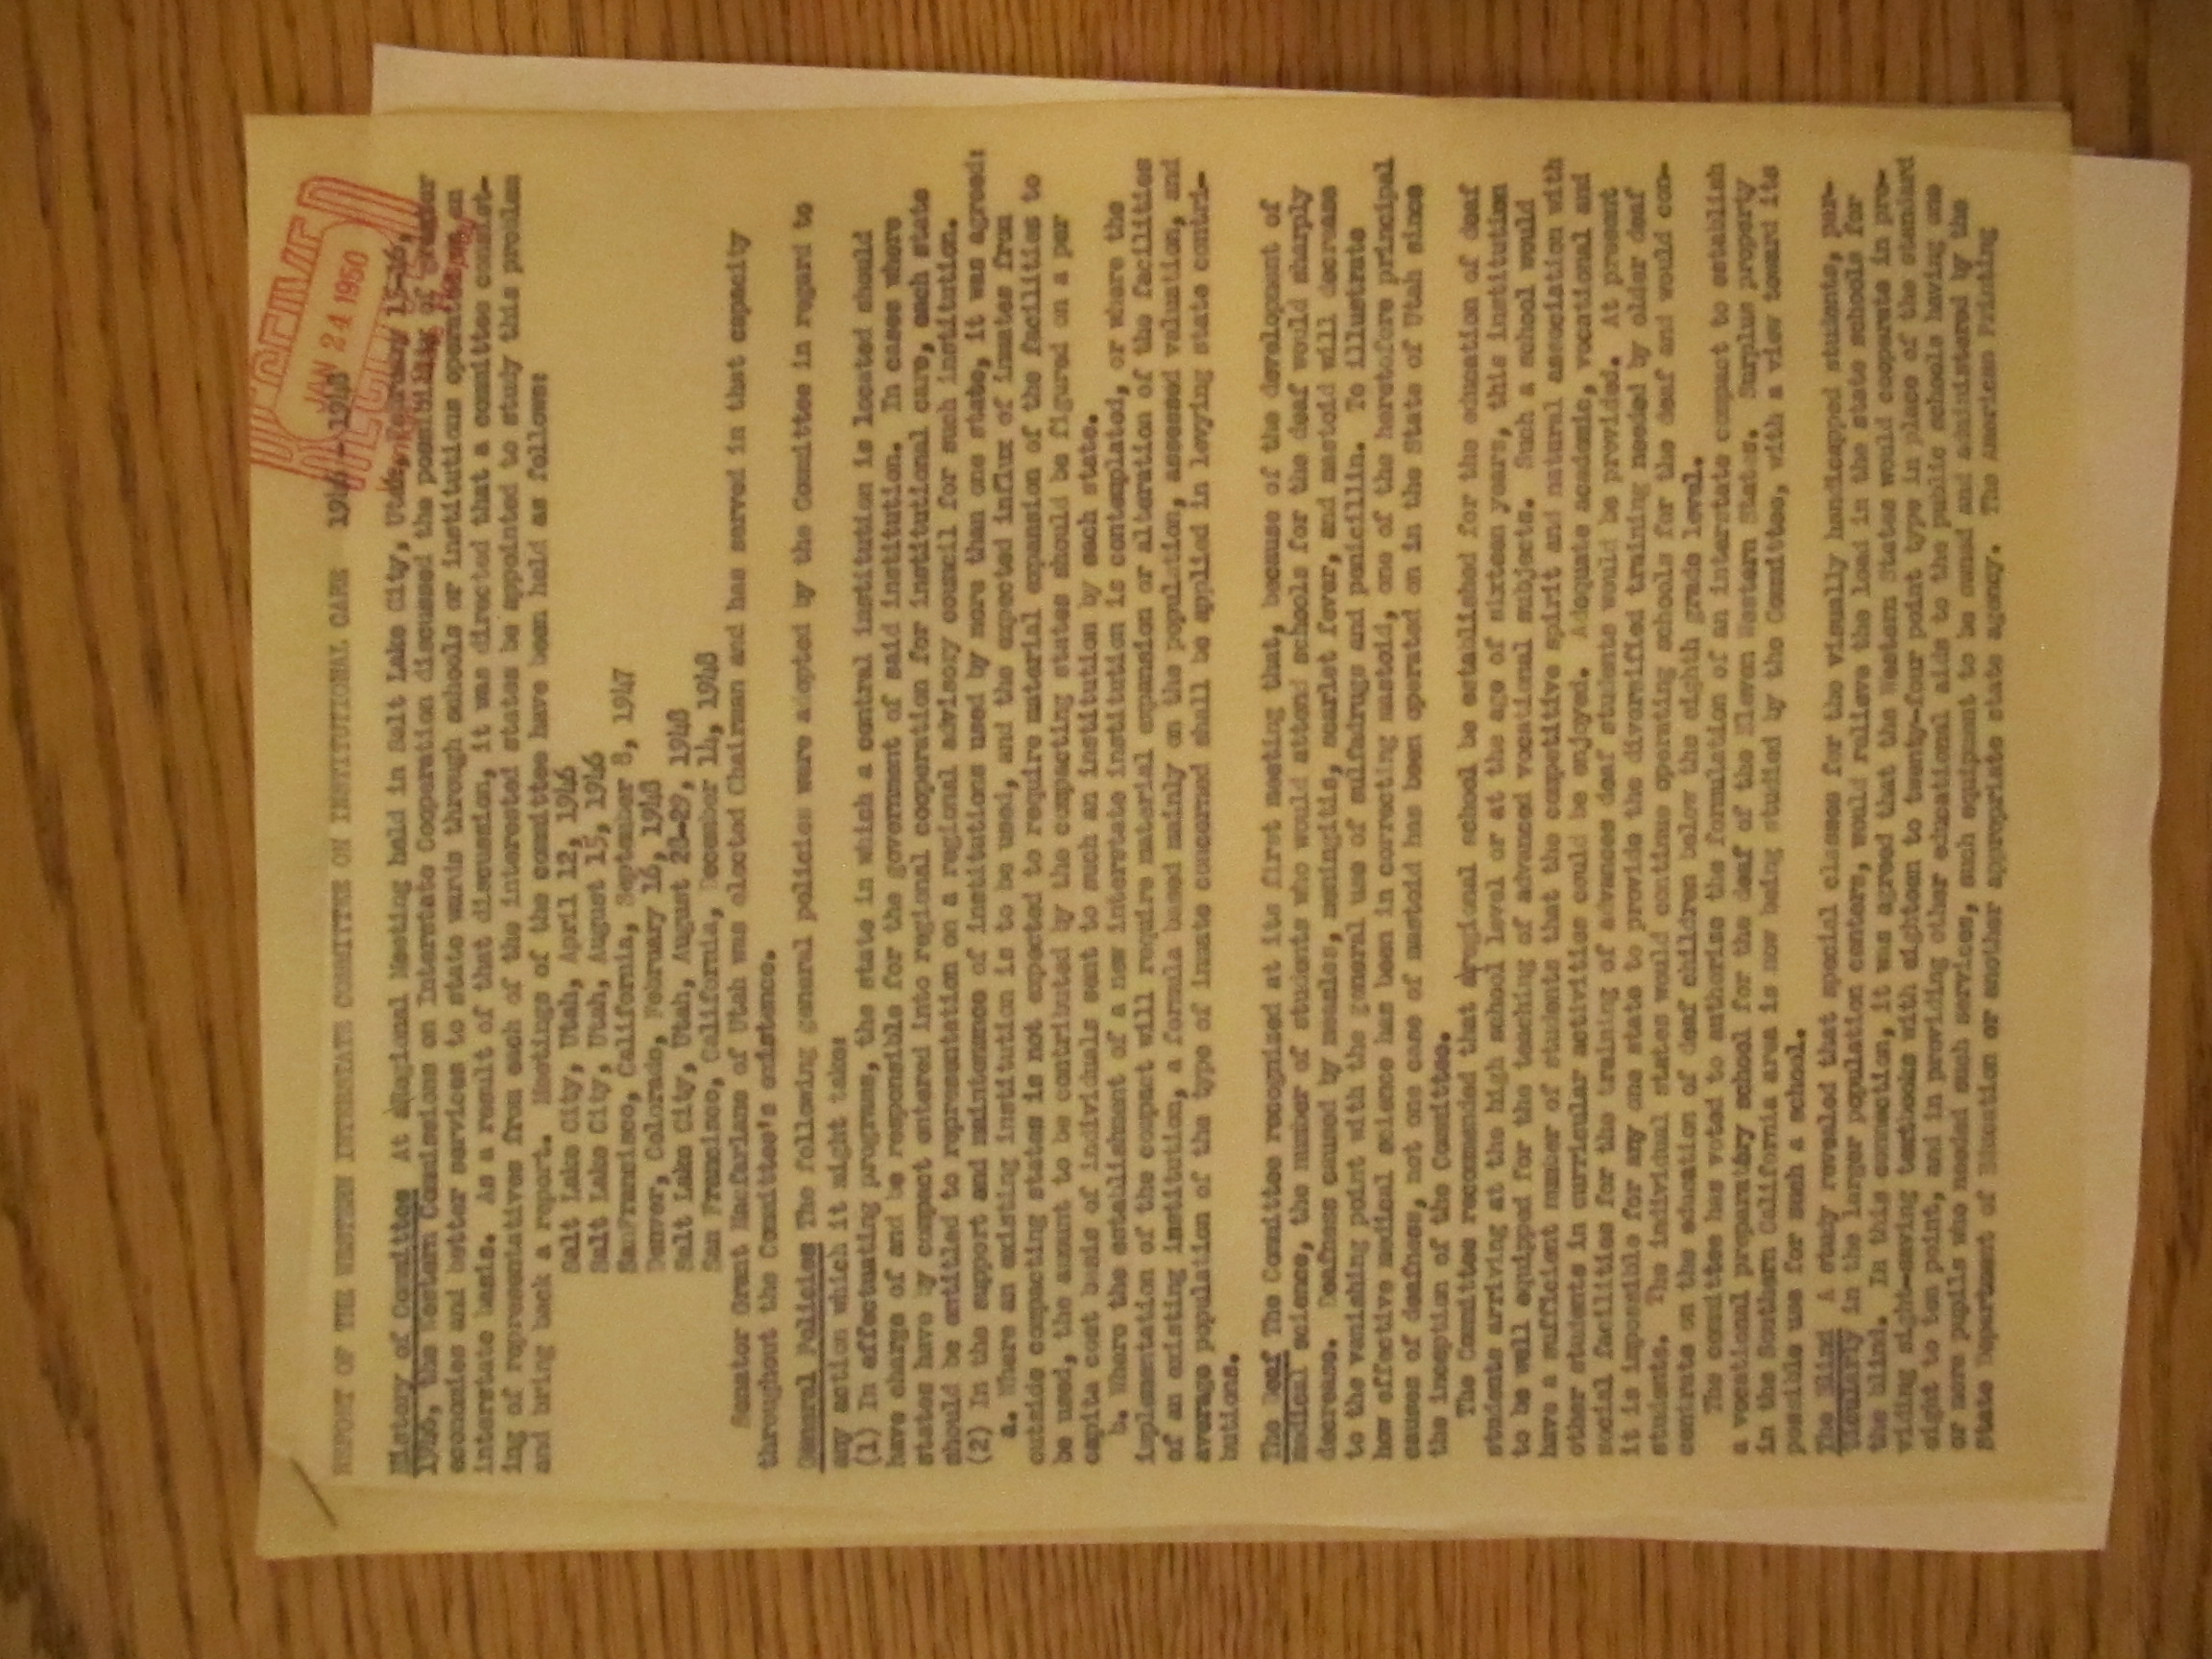 RECEIVED
JAN 24 1950
REPORT OF THE WESTERN INTERSTATE COMMITTEE ON INSTITUTIONAL CARE 1946 - 1948
History of Committee At a Regional Meeting held in Salt Lake City, Utah, February 15-16,
1946, the Western Commissions on Interstate Cooperation discussed the possibility of greater
economies and better services to state wards through schools or institutions operated on an
interstate basis. As a result of that discussion, it was directed that a committee consist-
ing of representatives from each of the interested states be appointed to study this problem
and bring back a report. Meetings of the committee have been held as follows:
Salt Lake City, Utah, April 12, 1946
Salt Lake City, Utah, August 15, 1946
San Francisco, California, September 8, 1947
Denver, Colorado, February 16, 1948
Salt Lake City, Utah, August 28-29, 1948
San Francisco, California, December 14, 1948
Senator Grant Macfarlane of Utah was elected Chairman and has served in that capacity
throughout the Committee's existence.
General Policies The following general policies were adopted by the Committee in regard to
any action which it might take:
(1) In effectuating programs, the state in which a central institution is located should
have charge of and be responsible for the government of said institution. In cases where
states have by compact entered into regional cooperation for institutional care, each state
should be entitled to representation on a regional advisory council for such institution.
(2) In the support and maintenance of institutions used by more than one state, it was agreed:
a. Where an existing institution is to be used, and the expected influx of inmates from
outside compacting states is not expected to require material expansion of the facilities to
be used, the amount to be contributed by the compacting states should be figured on a per
capita cost basis of individuals sent to such an institution by each state.
b. Where the establishment of a new interstate institution is contemplated, or where the
implementation of the compact will require material expansion or alteration of the facilities
of an existing institution, a formula based mainly on the population, assessed valuation, and
average population of the type of inmate concerned shall be applied in levying state contri-
butions.
The Deaf The Committee recognized at its first meeting that, because of the development of
medical science, the number of students who would attend schools for the deaf would sharply
decrease. Deafness caused by measles, meningitis, scarlet fever, and mastoid will decrease
to the vanishing point with the general use of sulfadrugs and penicillin. To illustrate
how effective medical science has been in correcting mastoid, one of the heretofore principal
causes of deafness, not one case of mastoid has been operated on in the State of Utah since
the inception of the Committee.
The Committee recommended that a regional school be established for the education of deaf
students arriving at the high school level or at the age of sixteen years, this institution
to be well equipped for the teaching of advanced vocational subjects. Such a school would
have a sufficient number of students that the competitive spirit and natural association with
other students in curricular activities could be enjoyed. Adequate academic, vocational and
social facilities for the training of advances deaf students would be provided. At present
it is impossible for any one state to provide the diversified training needed by older deaf
students. The individual states would continue operating schools for the deaf and would con-
centrate on the education of deaf children below the eighth grade level.
The committee has voted to authorize the formulation of an interstate compact to establish
a vocational preparatory school for the deaf of the Eleven Western States. Surplus property
in the Southern California area is now being studied by the Committee, with a view toward its
possible use for such a school.
The Blind A study revealed that special classes for the visually handicapped students, par-
ticularly in the larger population centers, would relieve the load in the state schools for
the blind. In this connection, it was agreed that the Western States would cooperate in pro-
viding sight-saving textbooks with eighteen to twenty-four point type in place of the standard
eight to ten point, and in providing other educational aids to the public schools having one
or more pupils who needed such services, such equipment to be owned and administered by the
State Department of Education or another appropriate state agency. The American Printing